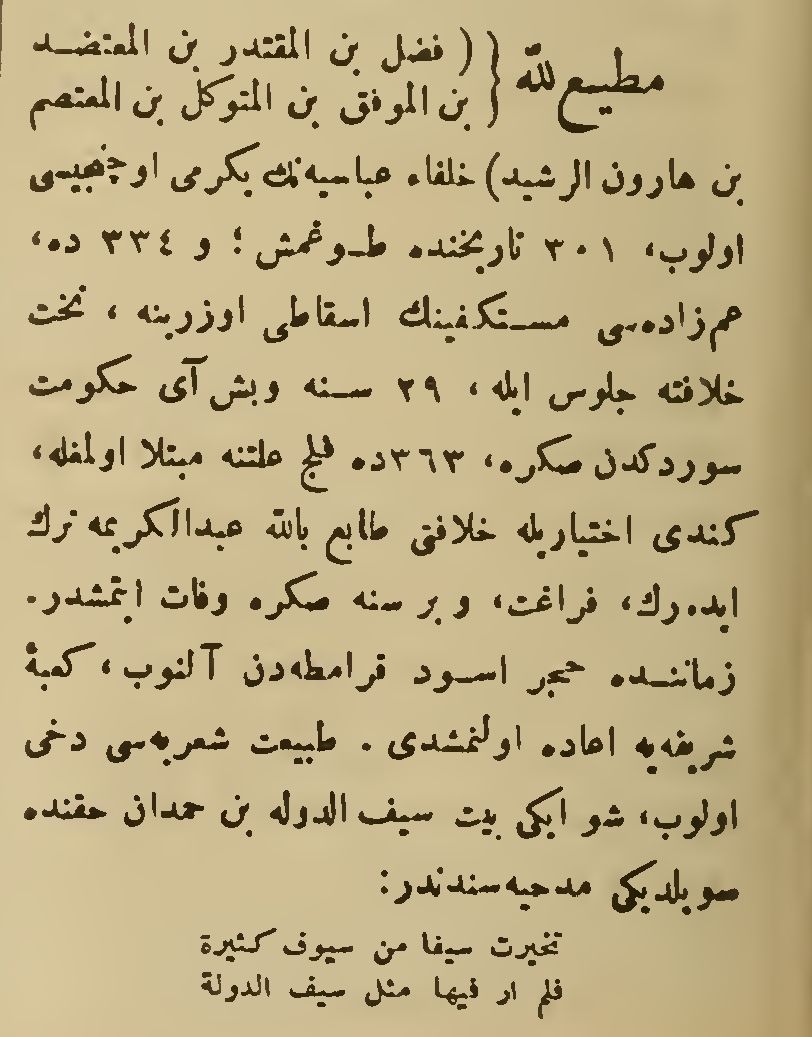 مطیع لله { (فضل بن المقتدر بن المعتضد
بن الموفق بن المتوکل بن المعتصم
بن هارون الرشید) خلفاء عباسیه‌نك یکرمی اوچنجیسی
اولوب، ٣٠١ تاریخنده طوغمش ؛ و ٣٣٤ ده،
عم‌زاده‌سی مستکفینك اسقاطی اوزرینه ، تخت
خلافته جلوس ایله ، ٢٩ سنه وبش آی حکومت
سوردکدن صکره، ٣٦٣ده فلج علتنه مبتلا اولمغله،
کندی اختیاریله خلافتی طایع بالله عبدالکریمه ترك
ایده‌رك، فراغت، و بر سنه صکره وفات ایتمشدر.
زماننده حجر اسود قرامطه‌دن آلنوب ، کعبهٔ
شریفه‌یه اعاده اولنمشدی . طبیعت شعریه‌سی دخی
اولوب، شو ایکی بیت سیف الدوله بن حمدان حقنده
سویلدیکی مدحیه‌سندندر:
تخیرت سیفا من سیوف کثیرة
فلم ار فیها مثل سیف الدولة